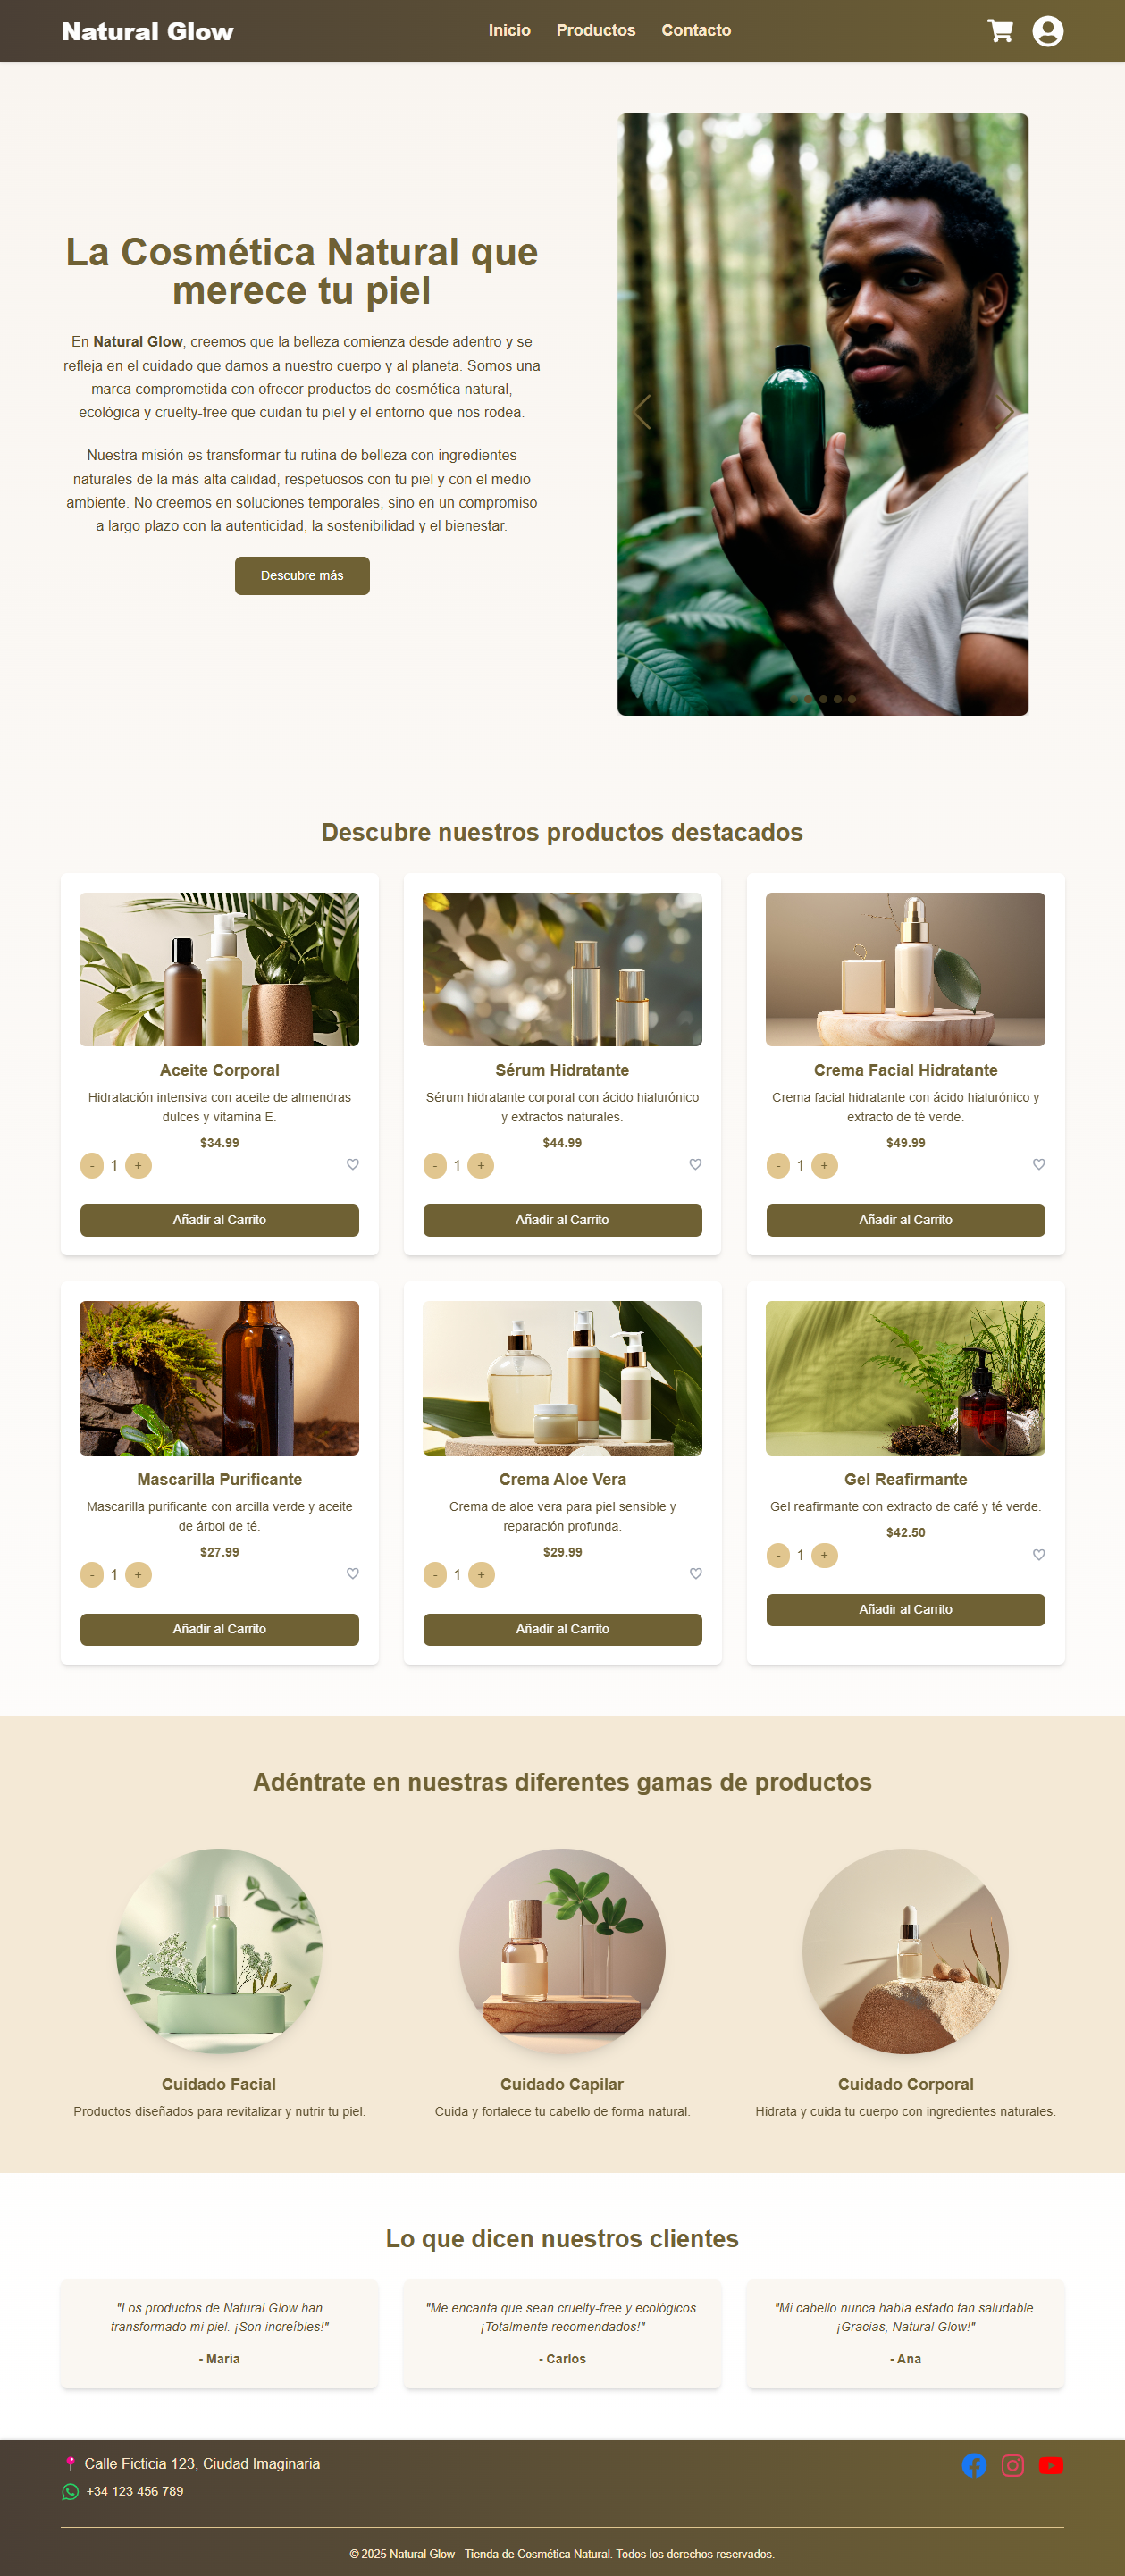 Natural Glow
Inicio Productos Contacto
La Cosmética Natural que
merece tu piel
En Natural Glow, creemos que la belleza comienza desde adentro y se
refleja en el cuidado que damos a nuestro cuerpo y al planeta. Somos una
marca comprometida con ofrecer productos de cosmética natural,
ecológica y cruelty-free que cuidan tu piel y el entorno que nos rodea.
Nuestra misión es transformar tu rutina de belleza con ingredientes
naturales de la más alta calidad, respetuosos con tu piel y con el medio
ambiente. No creemos en soluciones temporales, sino en un compromiso
a largo plazo con la autenticidad, la sostenibilidad y el bienestar.
Descubre más
Descubre nuestros productos destacados
Aceite Corporal
Hidratación intensiva con aceite de almendras
dulces y vitamina E.
$34.99
- 1 +
Añadir al Carrito
Sérum Hidratante
Sérum hidratante corporal con ácido hialurónico
y extractos naturales.
$44.99
- 1 +
Añadir al Carrito
Crema Facial Hidratante
Crema facial hidratante con ácido hialurónico y
extracto de té verde.
$49.99
- 1 +
Añadir al Carrito
Mascarilla Purificante
Mascarilla purificante con arcilla verde y aceite
de árbol de té.
$27.99
- 1 +
Añadir al Carrito
Crema Aloe Vera
Crema de aloe vera para piel sensible y
reparación profunda.
$29.99
- 1 +
Añadir al Carrito
Gel Reafirmante
Gel reafirmante con extracto de café y té verde.
$42.50
- 1 +
Añadir al Carrito
Adéntrate en nuestras diferentes gamas de productos
Cuidado Facial
Productos diseñados para revitalizar y nutrir tu piel.
Cuidado Capilar
Cuida y fortalece tu cabello de forma natural.
Cuidado Corporal
Hidrata y cuida tu cuerpo con ingredientes naturales.
Lo que dicen nuestros clientes
"Los productos de Natural Glow han
transformado mi piel. ¡Son increíbles!"
- María
"Me encanta que sean cruelty-free y ecológicos.
¡Totalmente recomendados!"
- Carlos
"Mi cabello nunca había estado tan saludable.
¡Gracias, Natural Glow!"
- Ana
Calle Ficticia 123, Ciudad Imaginaria
+34 123 456 789
© 2025 Natural Glow - Tienda de Cosmética Natural. Todos los derechos reservados.